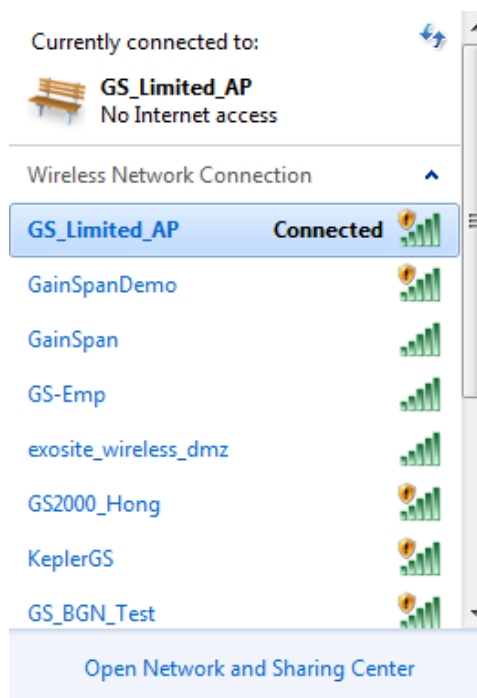 Currently connected to:
GS_Limited_AP
No Internet access
Wireless Network Connection
GS_Limited_AP Connected
GainSpanDemo
GainSpan
GS-Emp
exosite_wireless_dmz
GS2000_Hong
KeplerGS
GS_BGN_Test
Open Network and Sharing Center